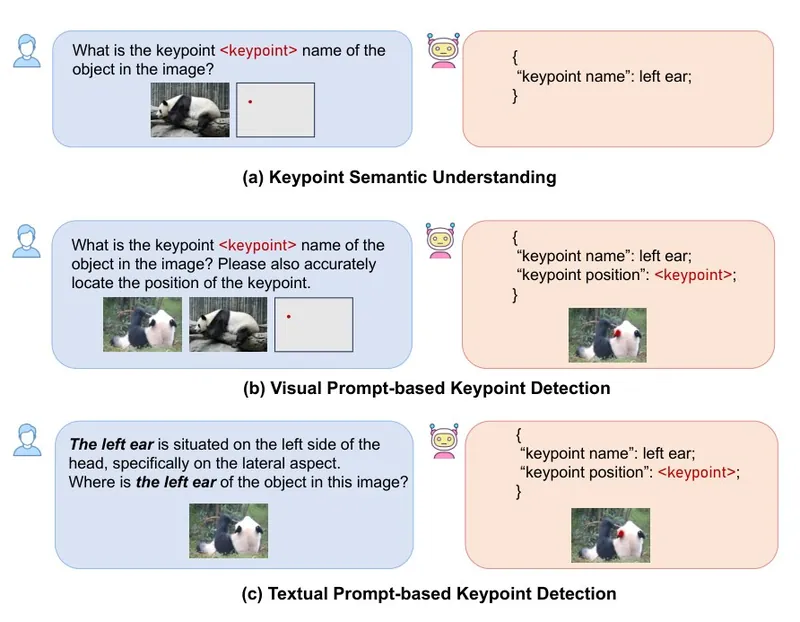 What is the keypoint <keypoint> name of the
object in the image?
{
“keypoint name”: left ear;
}
(a) Keypoint Semantic Understanding
What is the keypoint <keypoint> name of the
object in the image? Please also accurately
locate the position of the keypoint.
{
“keypoint name”: left ear;
“keypoint position”: <keypoint>;
}
(b) Visual Prompt-based Keypoint Detection
The left ear is situated on the left side of the
head, specifically on the lateral aspect.
Where is the left ear of the object in this image?
{
“keypoint name”: left ear;
“keypoint position”: <keypoint>;
}
(c) Textual Prompt-based Keypoint Detection